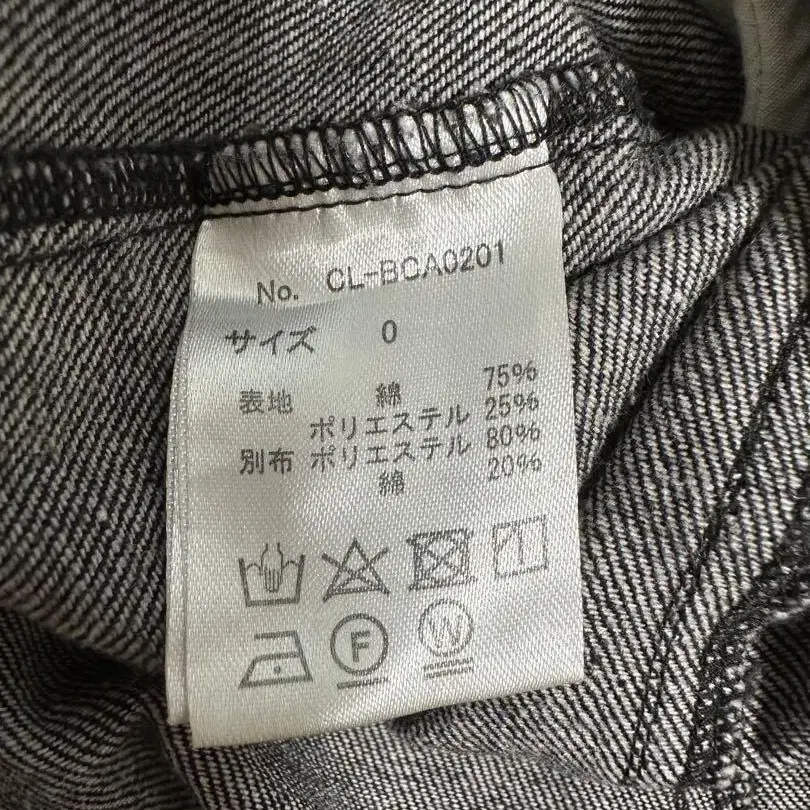 No. CL-BCA0201
サイズ 0
表地 綿 75%
ポリエステル 25%
別布 ポリエステル 80%
綿 20%
F
W